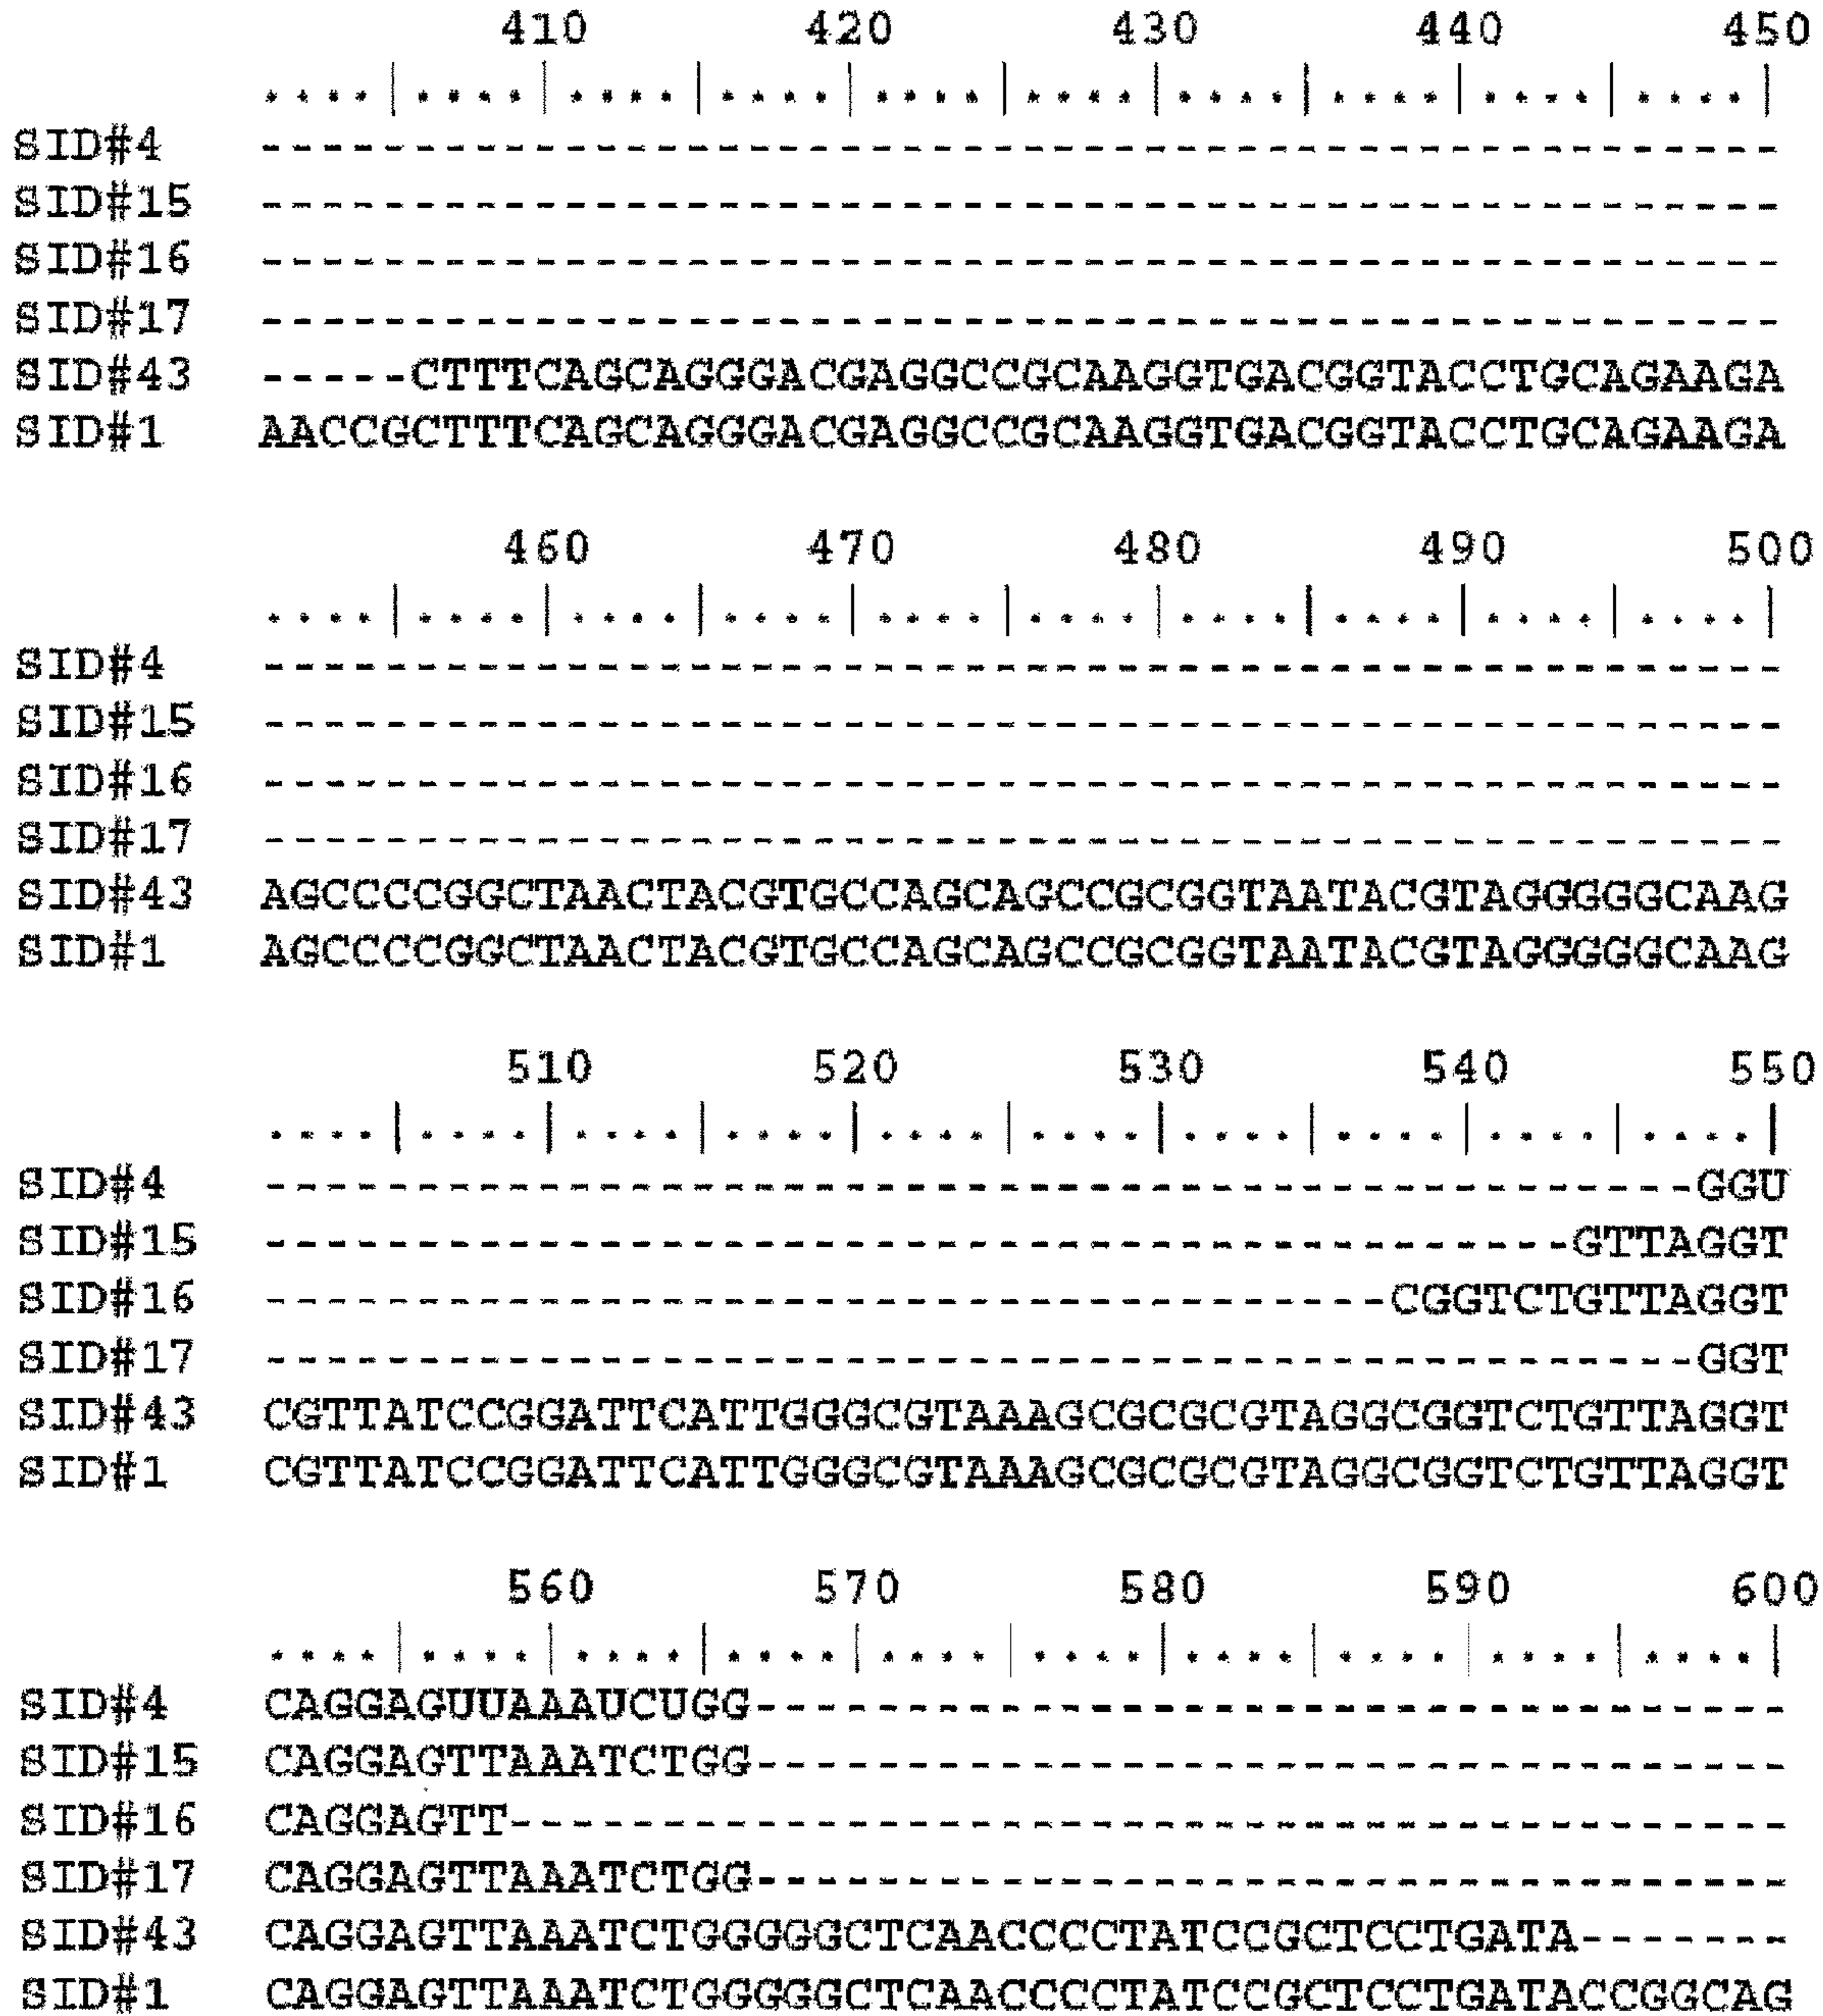 410 420 430 440 450
....|....|....|....|....|....|....|....|....|....|
SID#4 --------------------------------------------------
SID#15 --------------------------------------------------
SID#16 --------------------------------------------------
SID#17 --------------------------------------------------
SID#43 -----CTTTCAGCAGGGACGAGGCCGCAAGGTGACGGTACCTGCAGAAGA
SID#1 AACCGCTTTCAGCAGGGACGAGGCCGCAAGGTGACGGTACCTGCAGAAGA
460 470 480 490 500
....|....|....|....|....|....|....|....|....|....|
SID#4 --------------------------------------------------
SID#15 --------------------------------------------------
SID#16 --------------------------------------------------
SID#17 --------------------------------------------------
SID#43 AGCCCCGGCTAACTACGTGCCAGCAGCCGCGGTAATACGTAGGGGGCAAG
SID#1 AGCCCCGGCTAACTACGTGCCAGCAGCCGCGGTAATACGTAGGGGGCAAG
510 520 530 540 550
....|....|....|....|....|....|....|....|....|....|
SID#4 -----------------------------------------------GGU
SID#15 -------------------------------------------GTTAGGT
SID#16 -------------------------------------CGGTCTGTTAGGT
SID#17 -----------------------------------------------GGT
SID#43 CGTTATCCGGATTCATTGGGCGTAAAGCGCGCGTAGGCGGTCTGTTAGGT
SID#1 CGTTATCCGGATTCATTGGGCGTAAAGCGCGCGTAGGCGGTCTGTTAGGT
560 570 580 590 600
....|....|....|....|....|....|....|....|....|....|
SID#4 CAGGAGUUAAAUCUGG----------------------------------
SID#15 CAGGAGTTAAATCTGG----------------------------------
SID#16 CAGGAGTT------------------------------------------
SID#17 CAGGAGTTAAATCTGG----------------------------------
SID#43 CAGGAGTTAAATCTGGGGGCTCAACCCCTATCCGCTCCTGATA-------
SID#1 CAGGAGTTAAATCTGGGGGCTCAACCCCTATCCGCTCCTGATACCGGCAG